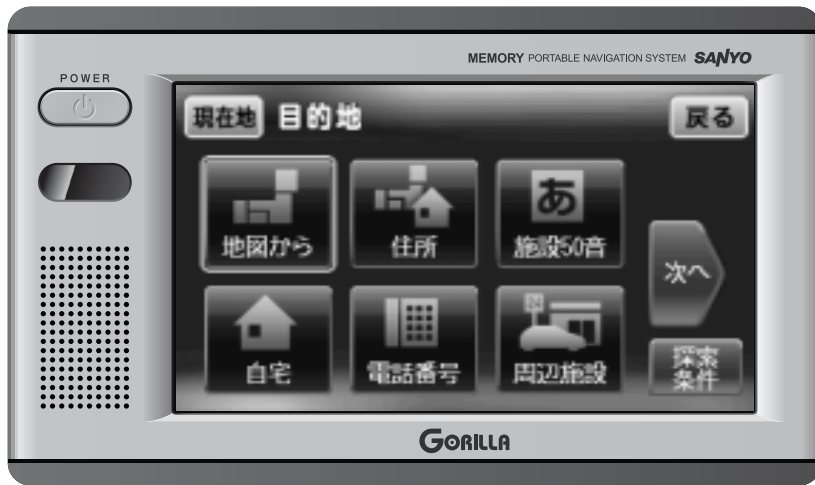 MEMORY PORTABLE NAVIGATION SYSTEM SANYO
POWER
現在地 目的地 戻る
地図から 住所 施設50音
次へ
自宅 電話番号 周辺施設
探索
条件
GORILLA